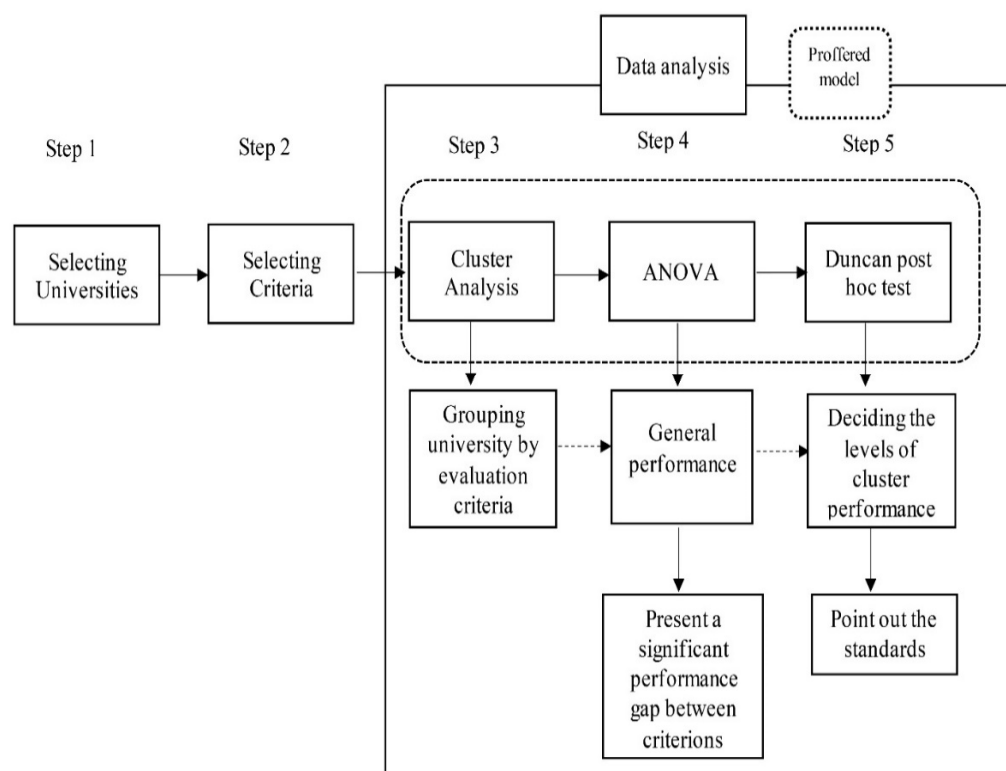 Data analysis
Proffered
model
Step 1
Step 2
Step 3
Step 4
Step 5
Selecting
Universities
Selecting
Criteria
Cluster
Analysis
ANOVA
Duncan post
hoc test
Grouping
university by
evaluation
criteria
General
performance
Deciding the
levels of
cluster
performance
Present a
significant
performance
gap between
criterions
Point out the
standards